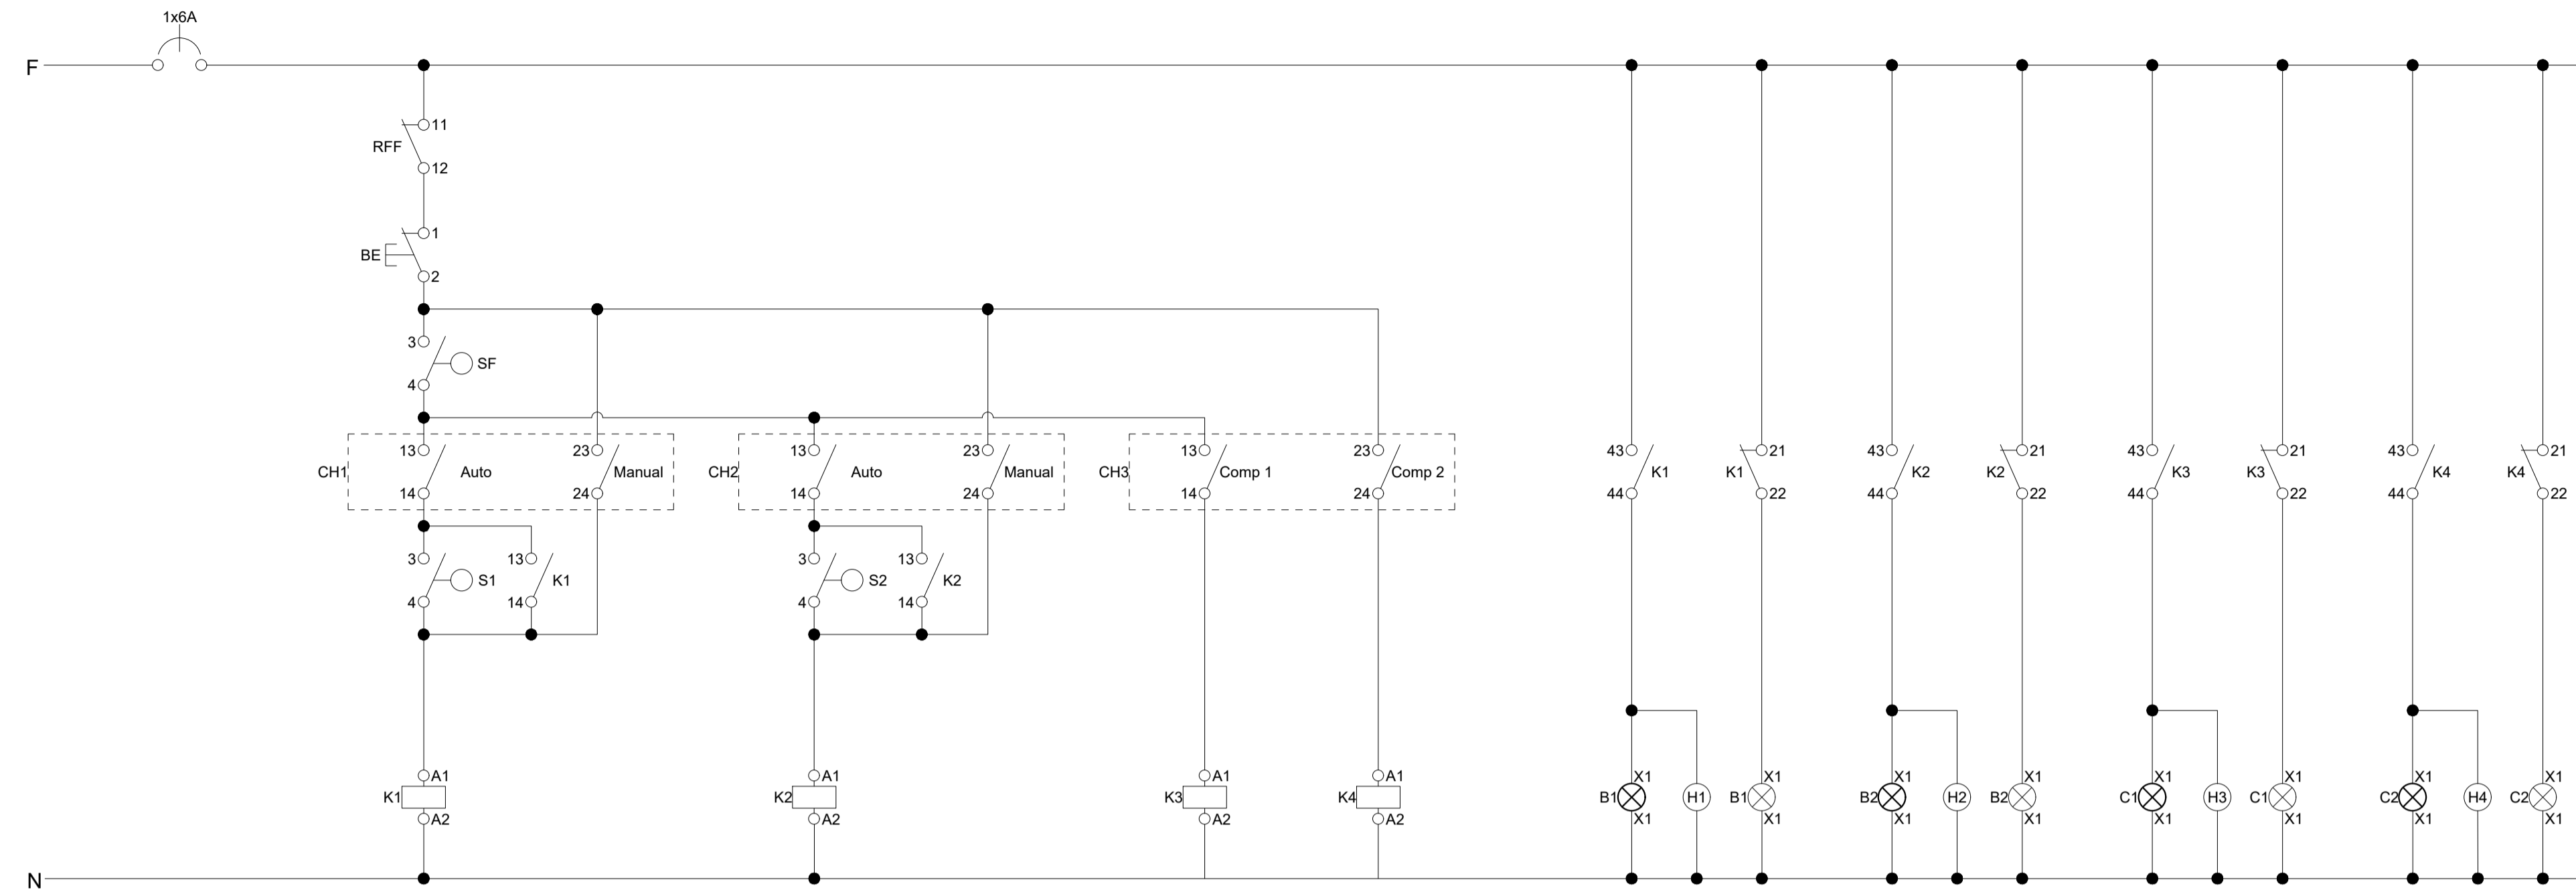 1x6A
F
11
RFF
12
1
BE
2
3
SF
4
13 23 13 23 13 23 43 21 43 21 43 21 43 21
CH1 Auto Manual CH2 Auto Manual CH3 Comp 1 Comp 2 K1 K1 K2 K2 K3 K3 K4 K4
14 24 14 24 14 24 44 22 44 22 44 22 44 22
3 13 3 13
S1 K1 S2 K2
4 14 4 14
A1 A1 A1 A1 X1 X1 X1 X1 X1 X1 X1 X1
K1 K2 K3 K4 B1 H1 B1 B2 H2 B2 C1 H3 C1 C2 H4 C2
A2 A2 A2 A2 X1 X1 X1 X1 X1 X1 X1 X1
N